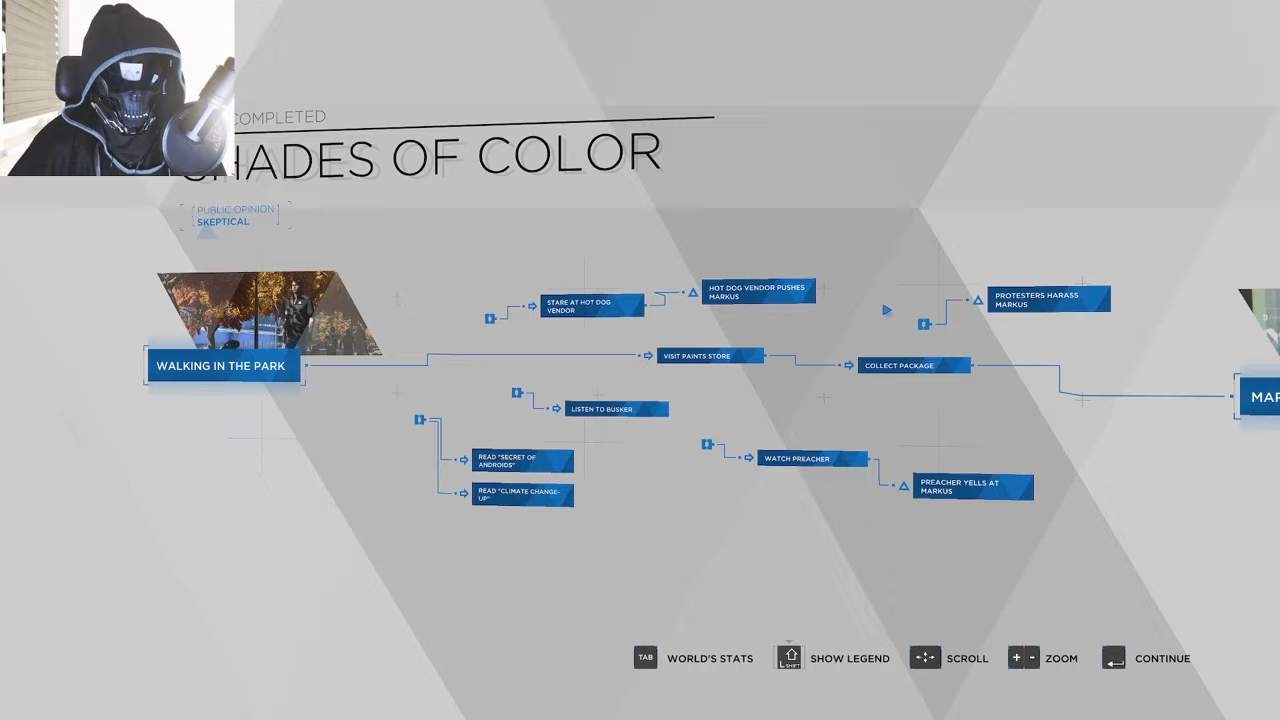 COMPLETED
SHADES OF COLOR
PUBLIC OPINION
SKEPTICAL
HOT DOG VENDOR PUSHES
MARKUS
STARE AT HOT DOG
VENDOR
PROTESTERS HARASS
MARKUS
WALKING IN THE PARK
VISIT PAINTS STORE
COLLECT PACKAGE
LISTEN TO BUSKER
READ "SECRET OF
ANDROIDS"
WATCH PREACHER
READ "CLIMATE CHANGE-
UP"
PREACHER YELLS AT
MARKUS
TAB
WORLD'S STATS
L SHIFT
SHOW LEGEND
SCROLL
+ -
ZOOM
CONTINUE